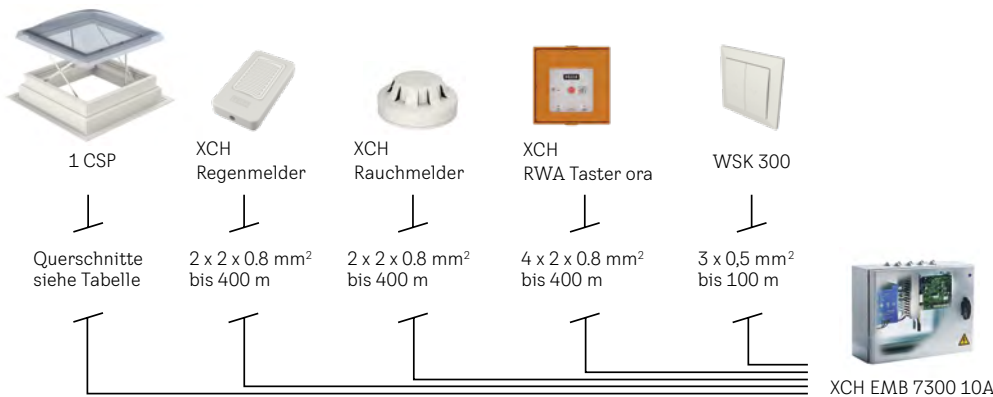 1 CSP
XCH
Regenmelder
XCH
Rauchmelder
XCH
RWA Taster ora
WSK 300
Querschnitte
siehe Tabelle
2 x 2 x 0.8 mm²
bis 400 m
2 x 2 x 0.8 mm²
bis 400 m
4 x 2 x 0.8 mm²
bis 400 m
3 x 0,5 mm²
bis 100 m
XCH EMB 7300 10A